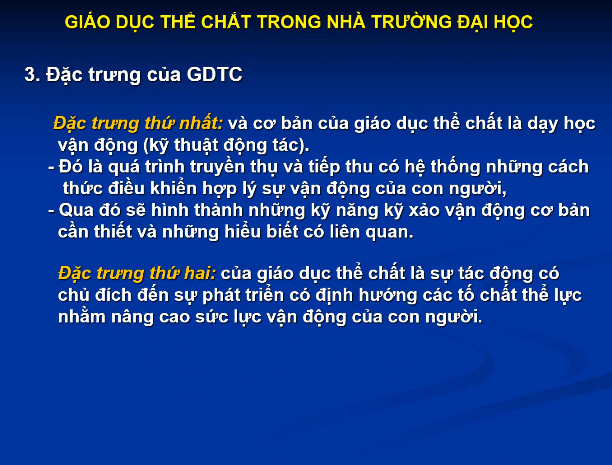 GIÁO DỤC THỂ CHẤT TRONG NHÀ TRƯỜNG ĐẠI HỌC
3. Đặc trưng của GDTC
Đặc trưng thứ nhất: và cơ bản của giáo dục thể chất là dạy học
vận động (kỹ thuật động tác).
- Đó là quá trình truyền thụ và tiếp thu có hệ thống những cách
thức điều khiển hợp lý sự vận động của con người,
- Qua đó sẽ hình thành những kỹ năng kỹ xảo vận động cơ bản
cần thiết và những hiểu biết có liên quan.
Đặc trưng thứ hai: của giáo dục thể chất là sự tác động có
chủ đích đến sự phát triển có định hướng các tố chất thể lực
nhằm nâng cao sức lực vận động của con người.